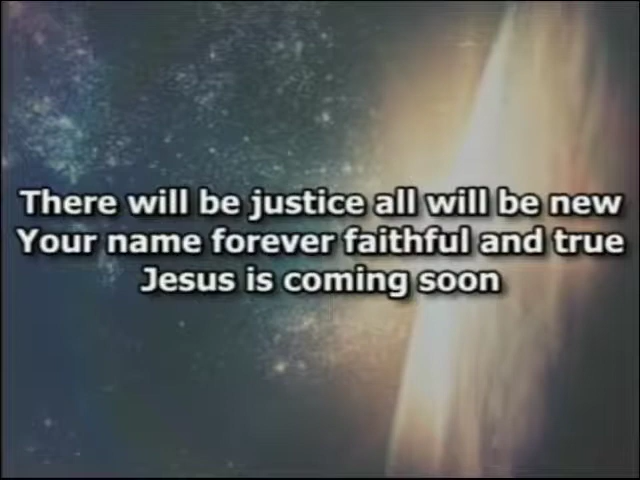 There will be justice all will be new
Your name forever faithful and true
Jesus is coming soon